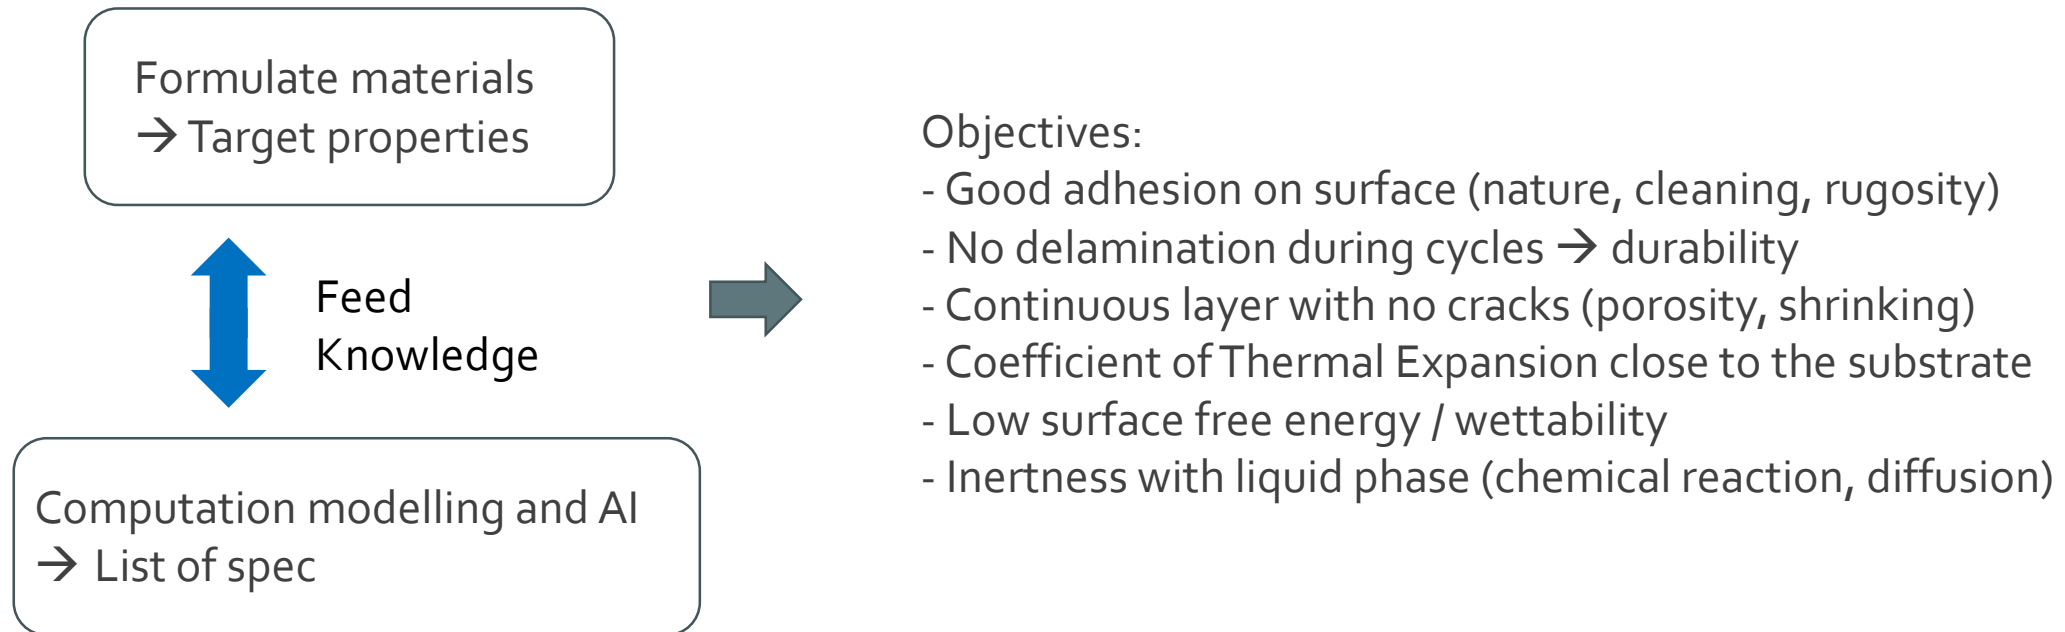 Formulate materials
→ Target properties
Feed
Knowledge
Computation modelling and AI
→ List of spec
Objectives:
- Good adhesion on surface (nature, cleaning, rugosity)
- No delamination during cycles → durability
- Continuous layer with no cracks (porosity, shrinking)
- Coefficient of Thermal Expansion close to the substrate
- Low surface free energy / wettability
- Inertness with liquid phase (chemical reaction, diffusion)